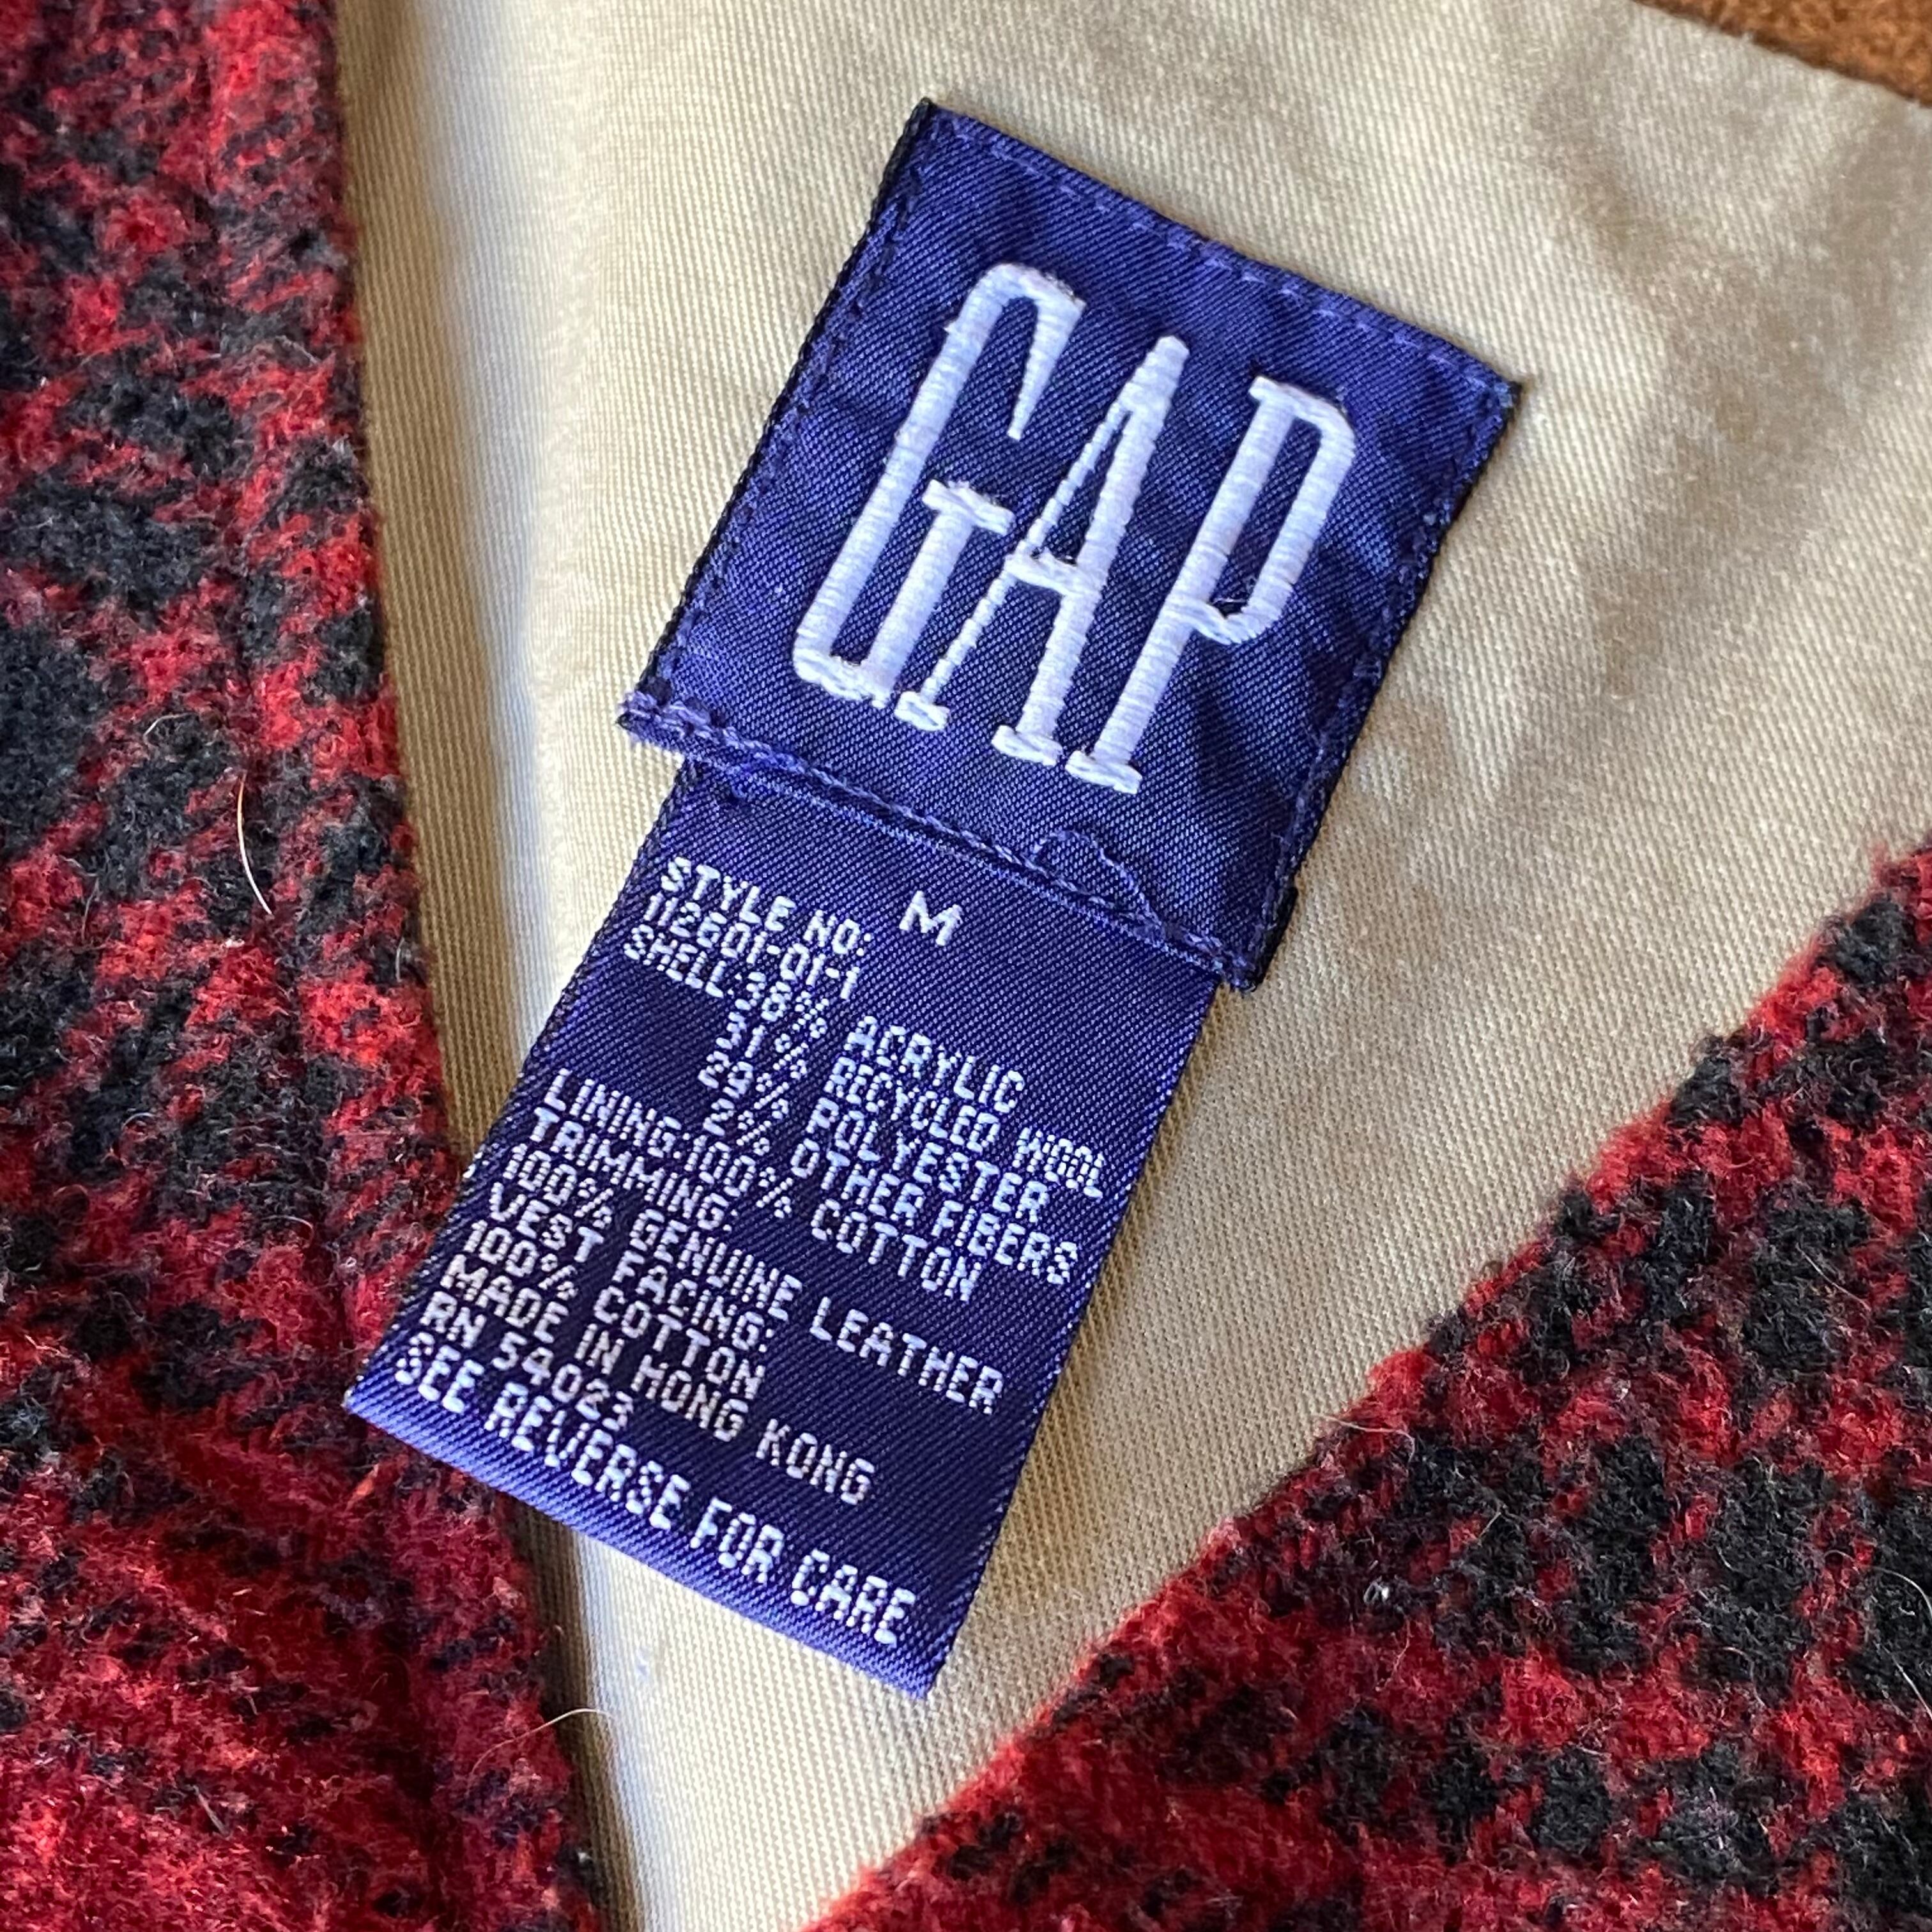 GAP
M
STYLE NO:
112601-01-1
SHELL:38% ACRYLIC
31% RECYCLED WOOL
29% POLYESTER
2% OTHER FIBERS
LINING:100% COTTON
TRIMMING:
100% GENUINE LEATHER
VEST FACING:
100% COTTON
MADE IN HONG KONG
RN 54023
SEE REVERSE FOR CARE